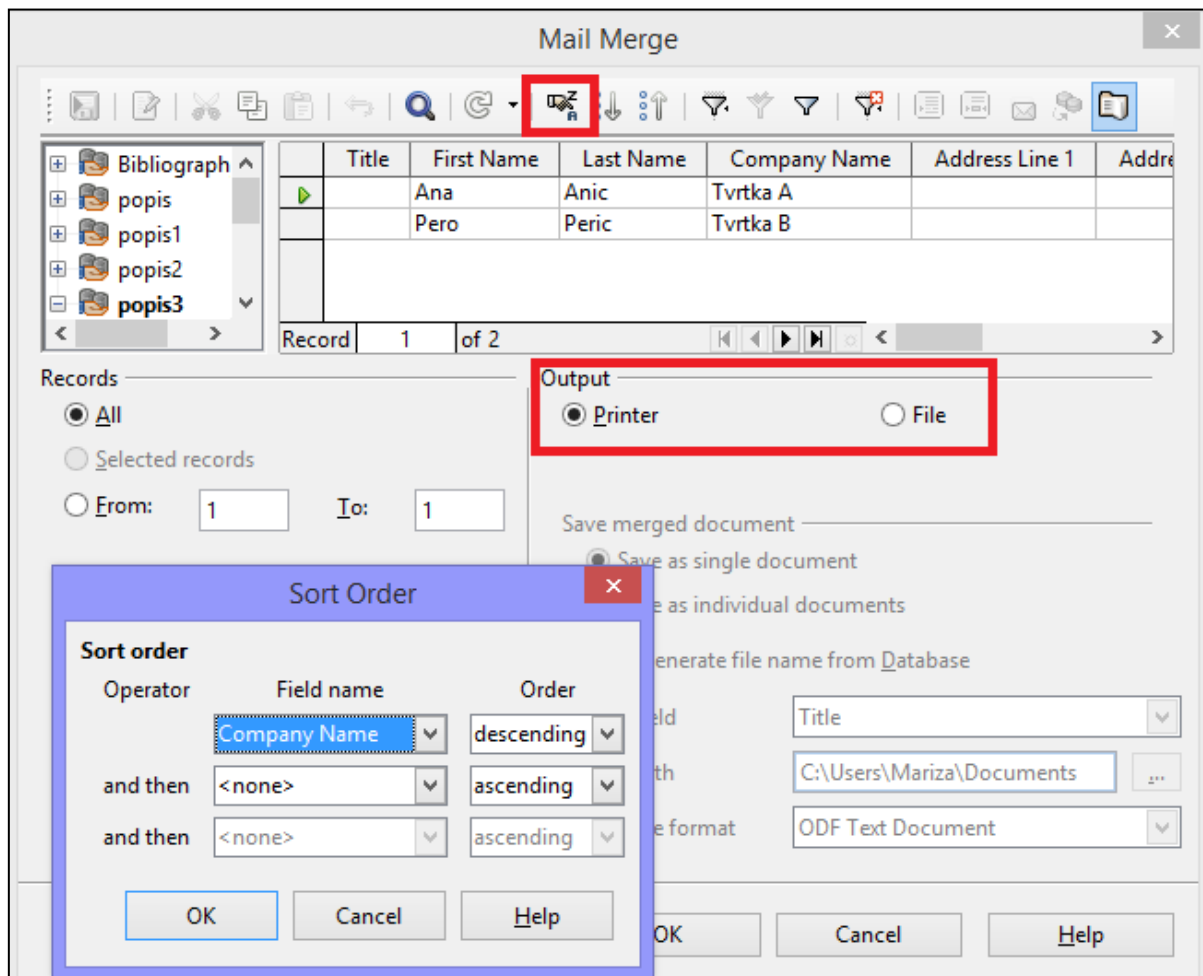 Mail Merge
Title First Name Last Name Company Name Address Line 1 Addre
Bibliograph
popis
popis1
popis2
popis3
Ana Anic Tvrtka A
Pero Peric Tvrtka B
Record 1 of 2
Records
All
Selected records
From: 1 To: 1
Output
Printer File
Save merged document
Save as single document
e as individual documents
enerate file name from Database
eld Title
th C:\Users\Mariza\Documents ...
e format ODF Text Document
OK Cancel Help
Sort Order
Sort order
Operator Field name Order
Company Name descending
and then <none> ascending
and then <none> ascending
OK Cancel Help